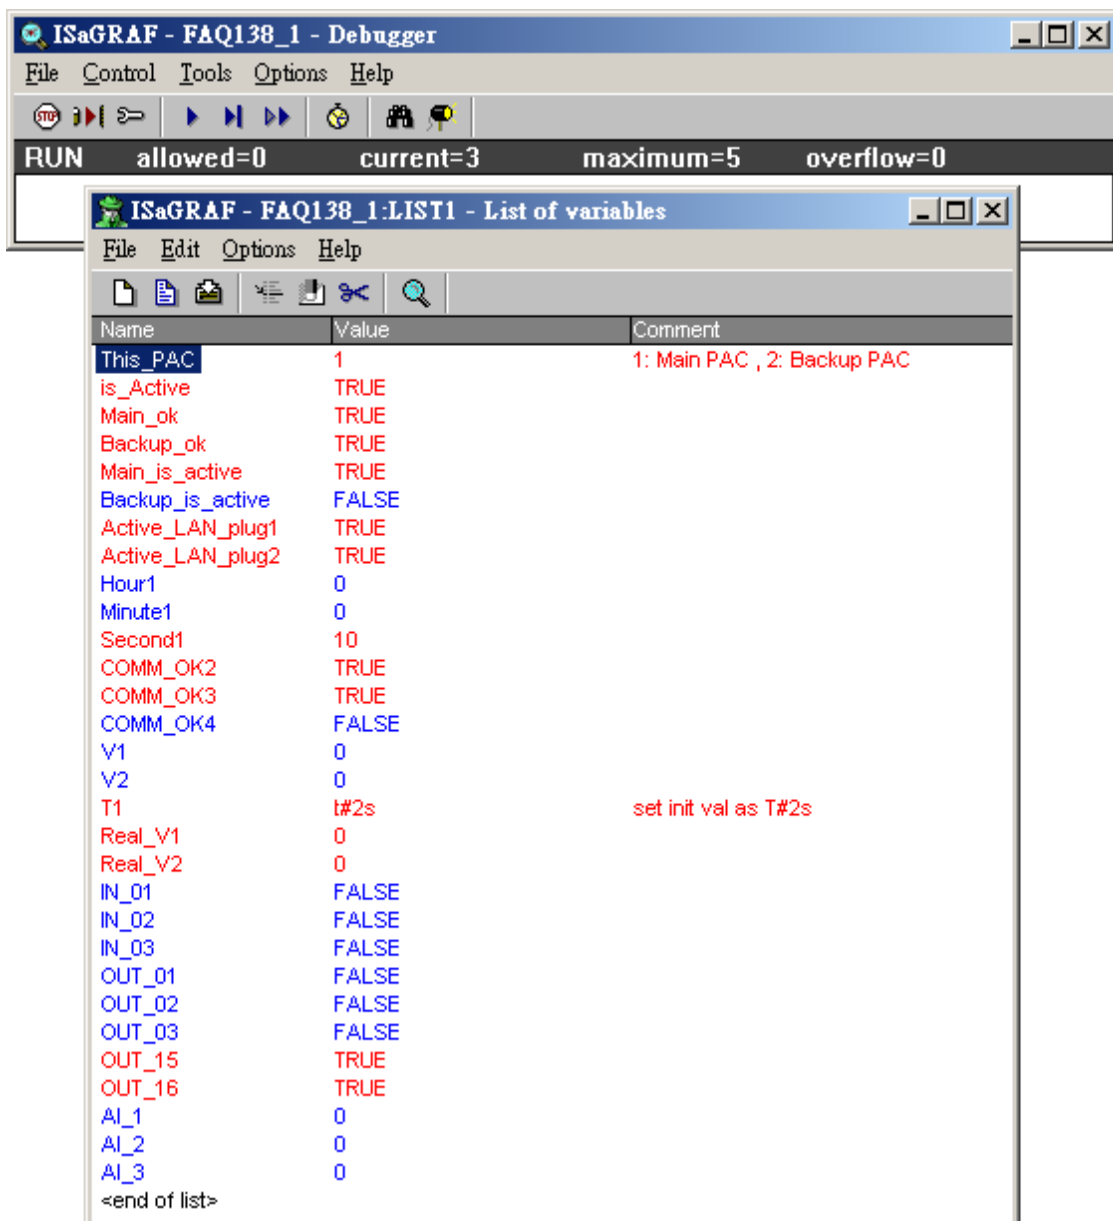 ISaGRAF - FAQ138_1 - Debugger
File Control Tools Options Help
STOP
RUN allowed=0 current=3 maximum=5 overflow=0
ISaGRAF - FAQ138_1:LIST1 - List of variables
File Edit Options Help
Name Value Comment
This_PAC 1 1: Main PAC , 2: Backup PAC
is_Active TRUE
Main_ok TRUE
Backup_ok TRUE
Main_is_active TRUE
Backup_is_active FALSE
Active_LAN_plug1 TRUE
Active_LAN_plug2 TRUE
Hour1 0
Minute1 0
Second1 10
COMM_OK2 TRUE
COMM_OK3 TRUE
COMM_OK4 FALSE
V1 0
V2 0
T1 t#2s set init val as T#2s
Real_V1 0
Real_V2 0
IN_01 FALSE
IN_02 FALSE
IN_03 FALSE
OUT_01 FALSE
OUT_02 FALSE
OUT_03 FALSE
OUT_15 TRUE
OUT_16 TRUE
AI_1 0
AI_2 0
AI_3 0
<end of list>